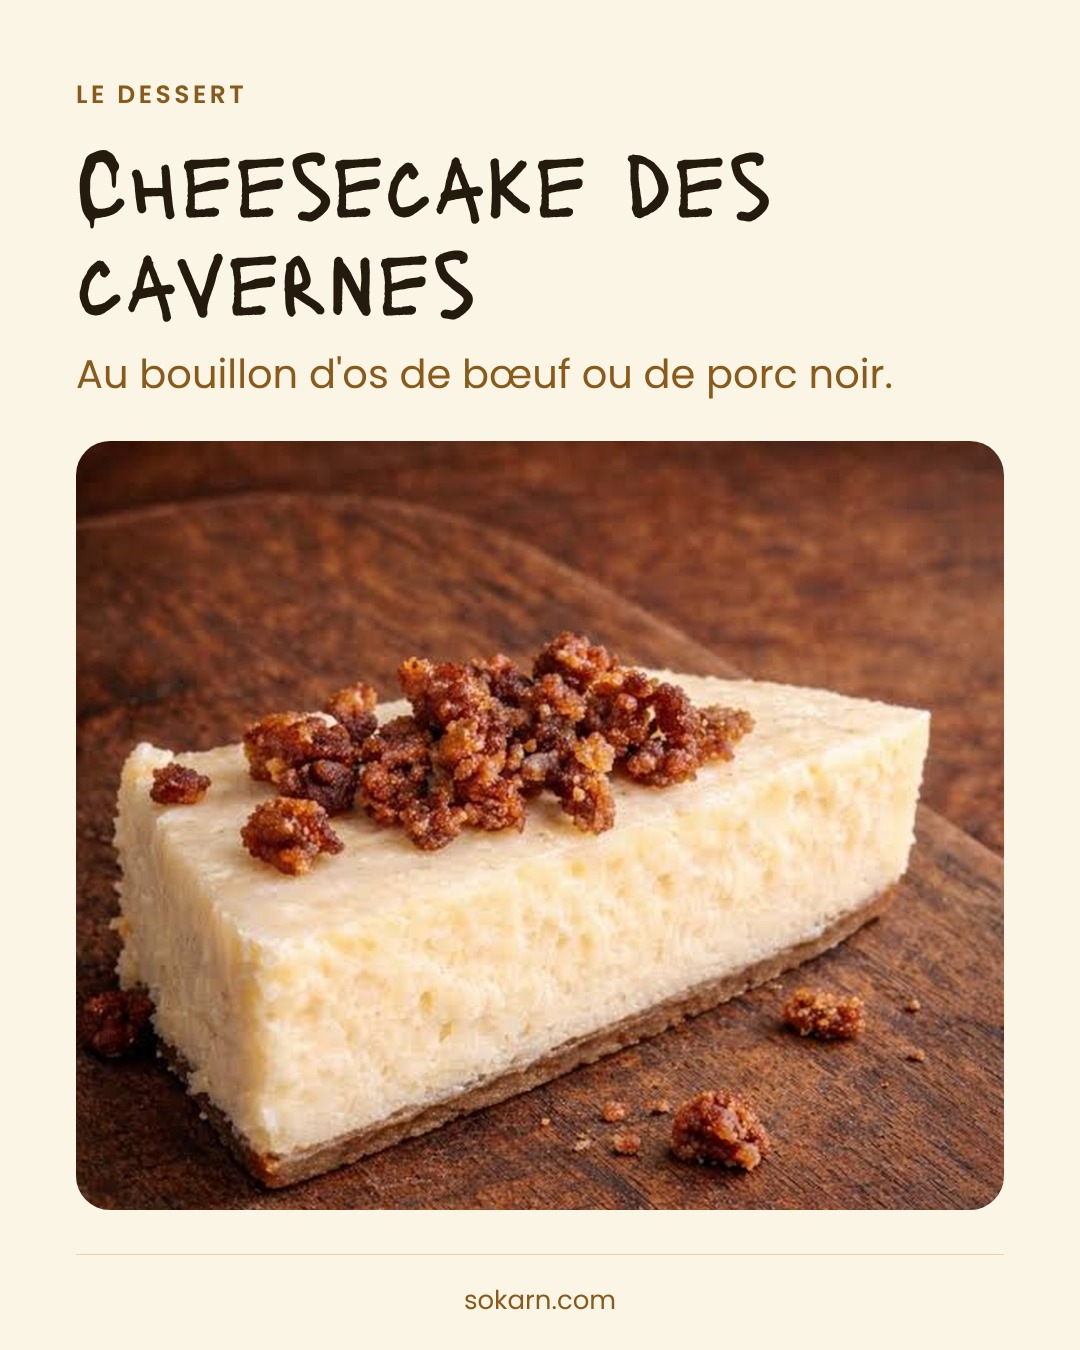 LE DESSERT
CHEESECAKE DES
CAVERNES
Au bouillon d'os de bœuf ou de porc noir.
sokarn.com